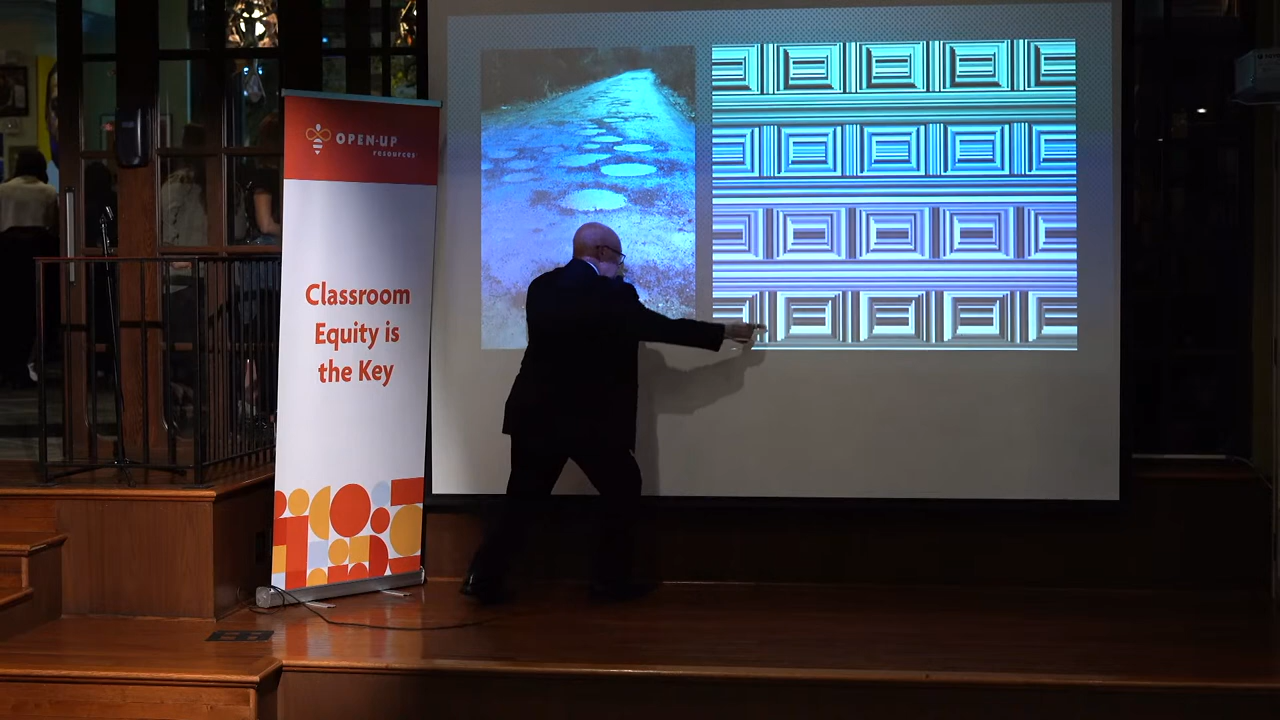 OPEN-UP
RESOURCES
Classroom
Equity is
the Key